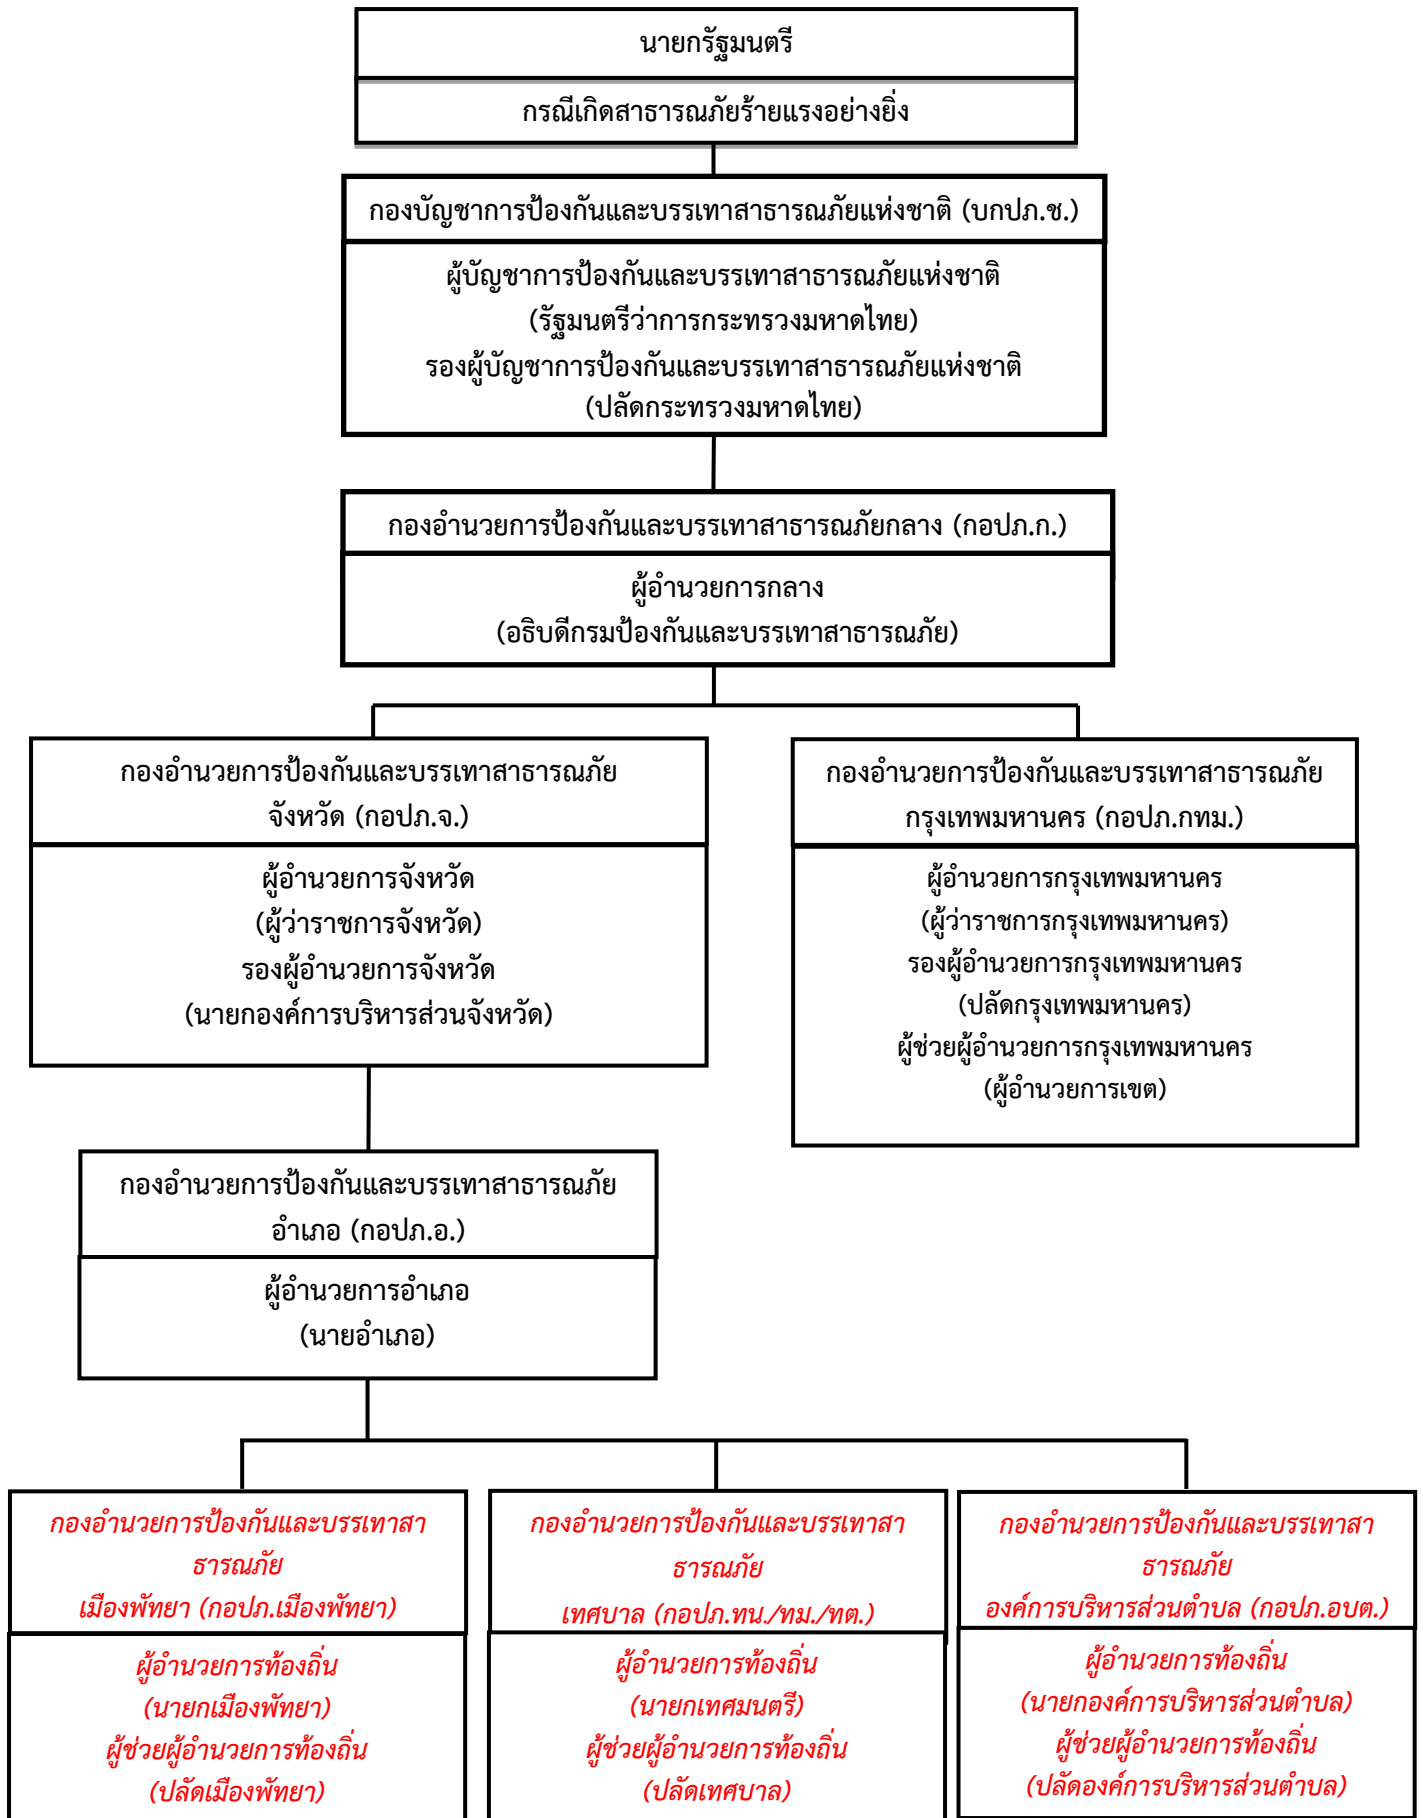 นายกรัฐมนตรี
กรณีเกิดสาธารณภัยร้ายแรงอย่างยิ่ง
กองบัญชาการป้องกันและบรรเทาสาธารณภัยแห่งชาติ (บกปภ.ช.)
ผู้บัญชาการป้องกันและบรรเทาสาธารณภัยแห่งชาติ
(รัฐมนตรีว่าการกระทรวงมหาดไทย)
รองผู้บัญชาการป้องกันและบรรเทาสาธารณภัยแห่งชาติ
(ปลัดกระทรวงมหาดไทย)
กองอำนวยการป้องกันและบรรเทาสาธารณภัยกลาง (กอปภ.ก.)
ผู้อำนวยการกลาง
(อธิบดีกรมป้องกันและบรรเทาสาธารณภัย)
กองอำนวยการป้องกันและบรรเทาสาธารณภัย
จังหวัด (กอปภ.จ.)
ผู้อำนวยการจังหวัด
(ผู้ว่าราชการจังหวัด)
รองผู้อำนวยการจังหวัด
(นายกองค์การบริหารส่วนจังหวัด)
กองอำนวยการป้องกันและบรรเทาสาธารณภัย
กรุงเทพมหานคร (กอปภ.กทม.)
ผู้อำนวยการกรุงเทพมหานคร
(ผู้ว่าราชการกรุงเทพมหานคร)
รองผู้อำนวยการกรุงเทพมหานคร
(ปลัดกรุงเทพมหานคร)
ผู้ช่วยผู้อำนวยการกรุงเทพมหานคร
(ผู้อำนวยการเขต)
กองอำนวยการป้องกันและบรรเทาสาธารณภัย
อำเภอ (กอปภ.อ.)
ผู้อำนวยการอำเภอ
(นายอำเภอ)
กองอำนวยการป้องกันและบรรเทาสา
ธารณภัย
เมืองพัทยา (กอปภ.เมืองพัทยา)
ผู้อำนวยการท้องถิ่น
(นายกเมืองพัทยา)
ผู้ช่วยผู้อำนวยการท้องถิ่น
(ปลัดเมืองพัทยา)
กองอำนวยการป้องกันและบรรเทาสา
ธารณภัย
เทศบาล (กอปภ.ทน./ทม./ทต.)
ผู้อำนวยการท้องถิ่น
(นายกเทศมนตรี)
ผู้ช่วยผู้อำนวยการท้องถิ่น
(ปลัดเทศบาล)
กองอำนวยการป้องกันและบรรเทาสา
ธารณภัย
องค์การบริหารส่วนตำบล (กอปภ.อบต.)
ผู้อำนวยการท้องถิ่น
(นายกองค์การบริหารส่วนตำบล)
ผู้ช่วยผู้อำนวยการท้องถิ่น
(ปลัดองค์การบริหารส่วนตำบล)